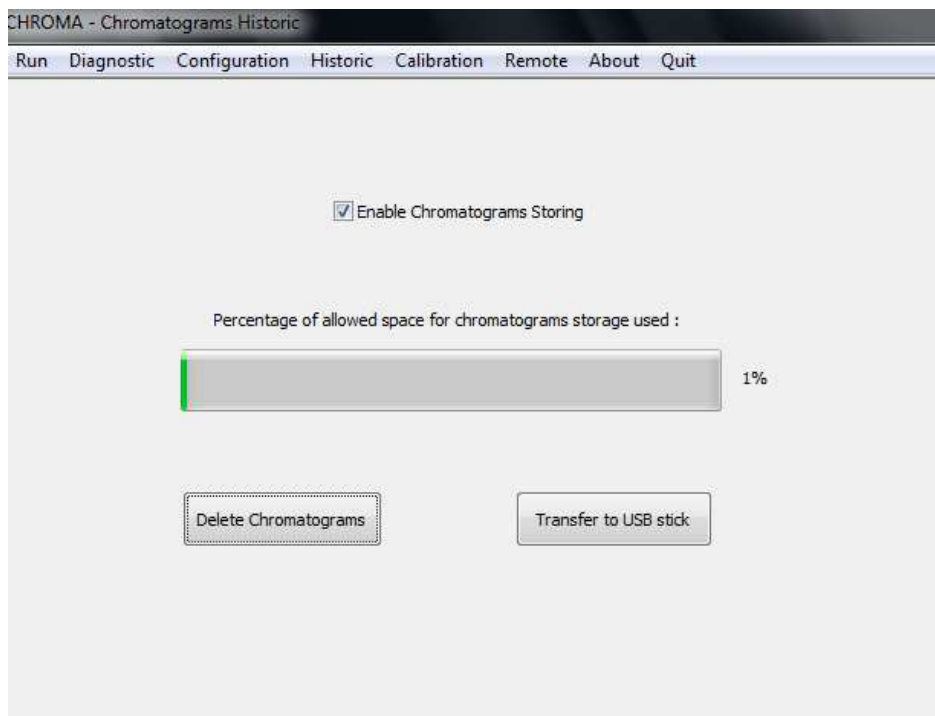 CHROMA - Chromatograms Historic
Run Diagnostic Configuration Historic Calibration Remote About Quit
Enable Chromatograms Storing
Percentage of allowed space for chromatograms storage used :
1%
Delete Chromatograms Transfer to USB stick